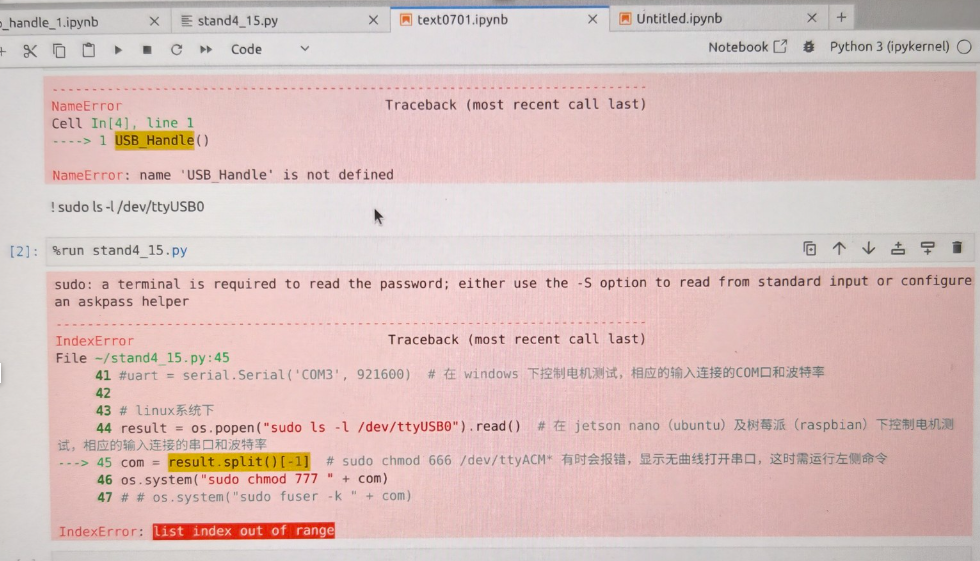 _handle_1.ipynb
stand4_15.py
text0701.ipynb
Untitled.ipynb
Code
Notebook
Python 3 (ipykernel)
NameError Traceback (most recent call last)
Cell In[4], line 1
----> 1 USB_Handle()
NameError: name 'USB_Handle' is not defined
!sudo ls -l /dev/ttyUSB0
[2]: %run stand4_15.py
sudo: a terminal is required to read the password; either use the -S option to read from standard input or configure
an askpass helper
IndexError Traceback (most recent call last)
File ~/stand4_15.py:45
41 #uart = serial.Serial('COM3', 921600) # 在 windows 下控制电机测试，相应的输入连接的COM口和波特率
42
43 # linux系统下
44 result = os.popen("sudo ls -l /dev/ttyUSB0").read() # 在 jetson nano（ubuntu）及树莓派（raspbian）下控制电机测
试，相应的输入连接的串口和波特率
---> 45 com = result.split()[-1] # sudo chmod 666 /dev/ttyACM* 有时会报错，显示无曲线打开串口，这时需运行左侧命令
46 os.system("sudo chmod 777 " + com)
47 # # os.system("sudo fuser -k " + com)
IndexError: list index out of range